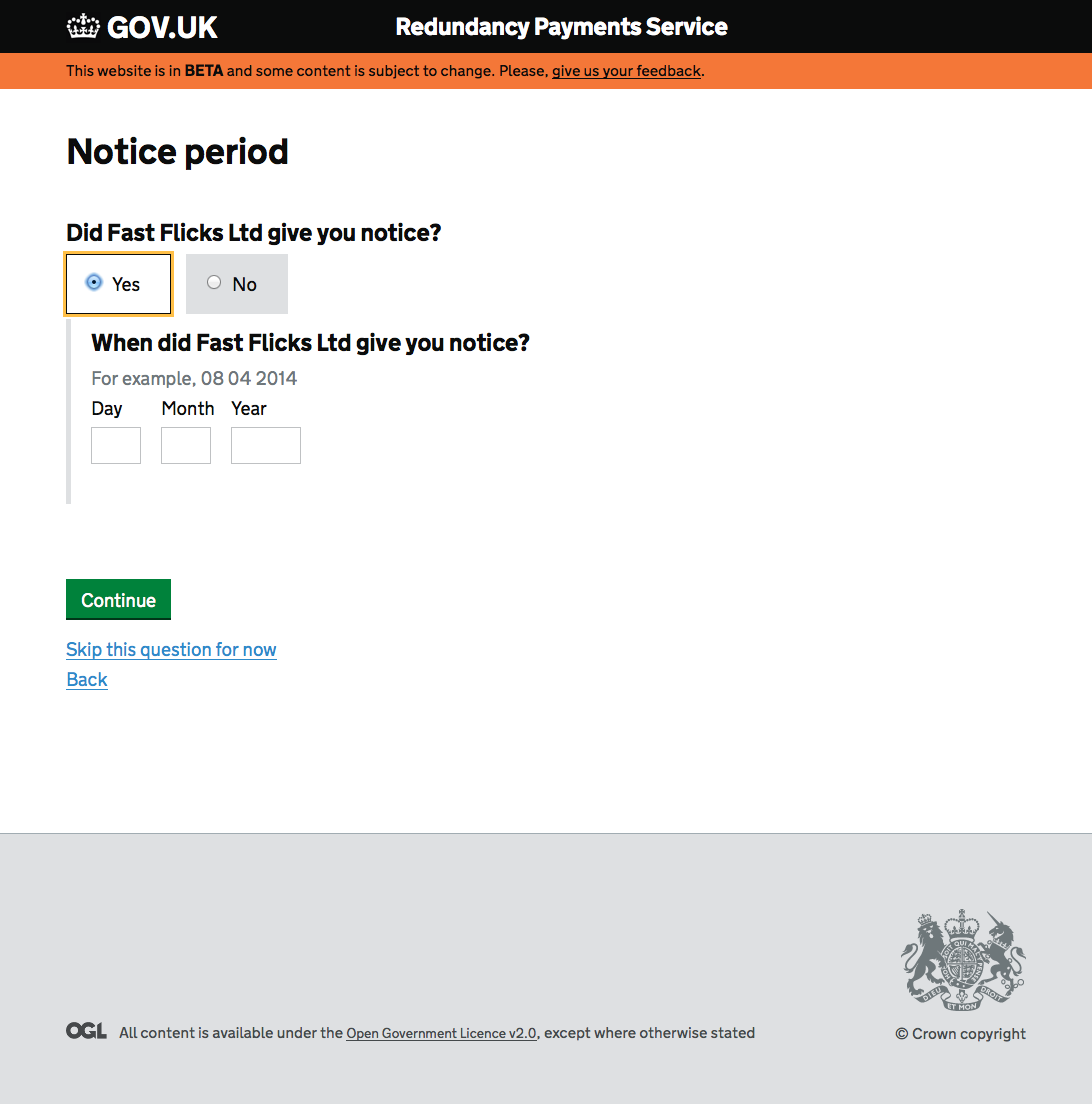 GOV.UK
Redundancy Payments Service
This website is in BETA and some content is subject to change. Please, give us your feedback.
Notice period
Did Fast Flicks Ltd give you notice?
Yes
No
When did Fast Flicks Ltd give you notice?
For example, 08 04 2014
Day Month Year
Continue
Skip this question for now
Back
OGL All content is available under the Open Government Licence v2.0, except where otherwise stated
DIEU ET MON DROIT
© Crown copyright